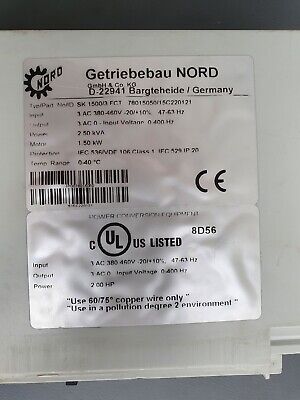 NORD
Getriebebau NORD
GmbH & Co. KG
D-22941 Bargteheide / Germany
Typ/Part No/ID SK 1500/3 FCT 78015050/15C220121
Input 3 AC 380-460V -20/+10%, 47-63 Hz
Output 3 AC 0 - Input Voltage 0-400 Hz
Power 2.50 kVA
Motor 1.50 kW
Protection IEC 536/VDE 106 Class 1 IEC 529 IP 20
Temp. Range 0-40 °C
CE
POWER CONVERSION EQUIPMENT
C UL US LISTED 8D56
Input 3 AC 380-460V -20/+10%, 47-63 Hz
Output 3 AC 0 - Input Voltage 0-400 Hz
Power 2.00 HP
"Use 60/75° copper wire only"
"Use in a pollution degree 2 environment"